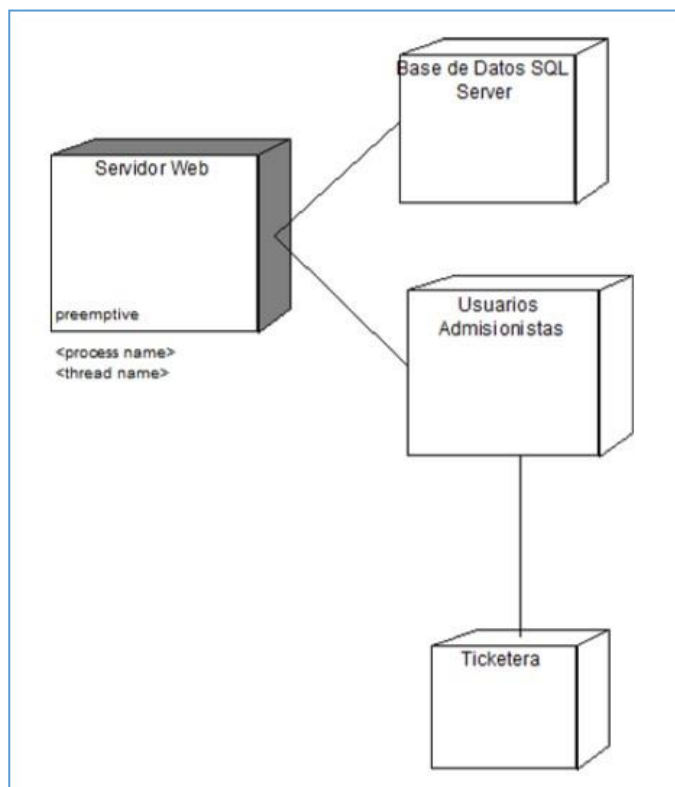 Base de Datos SQL
Server
Servidor Web
preemptive
<process name>
<thread name>
Usuarios
Admisionistas
Ticketera